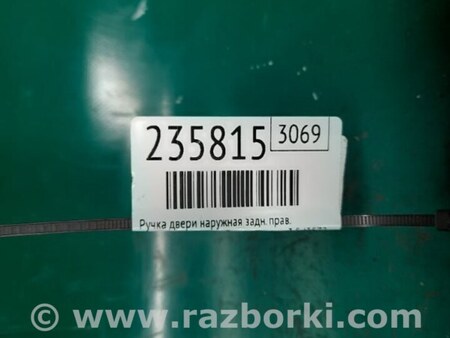 235815 3069
Ручка двери наружная задн. прав.
© www.razborki.com